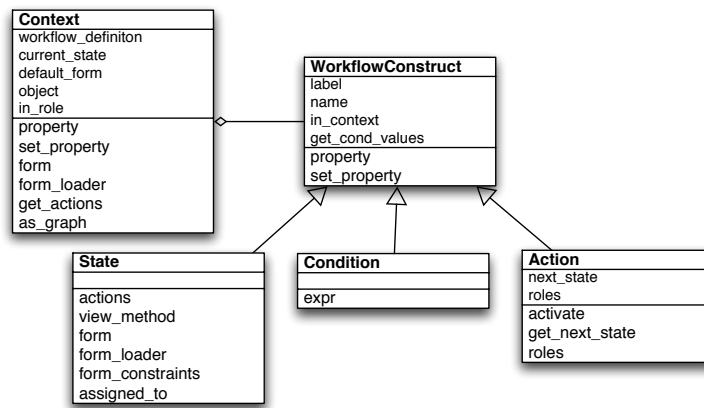 Context
workflow_definiton
current_state
default_form
object
in_role
property
set_property
form
form_loader
get_actions
as_graph
WorkflowConstruct
label
name
in_context
get_cond_values
property
set_property
State
actions
view_method
form
form_loader
form_constraints
assigned_to
Condition
expr
Action
next_state
roles
activate
get_next_state
roles